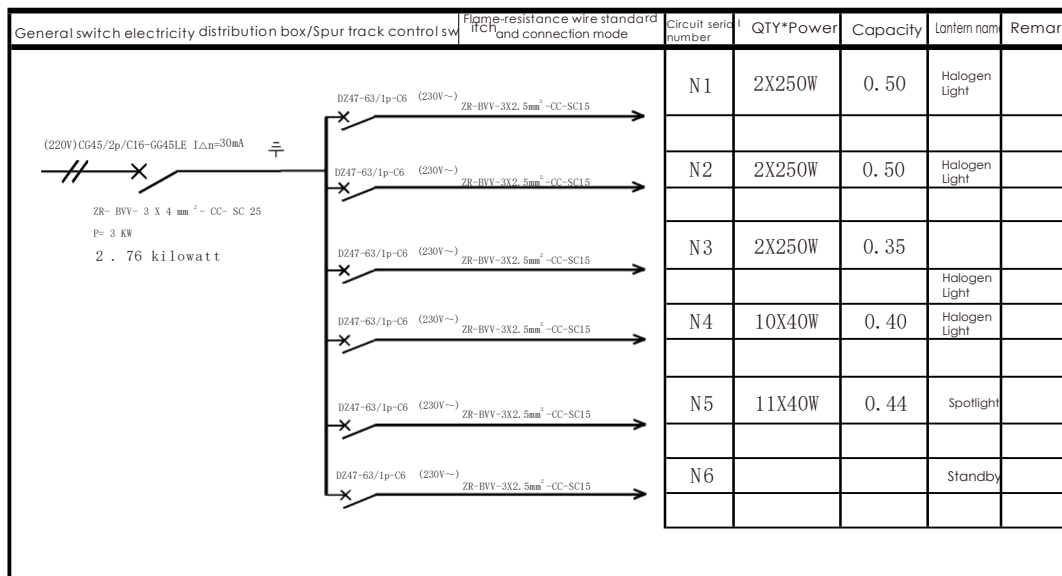 General switch electricity distribution box/Spur track control switch
Flame-resistance wire standard
and connection mode
Circuit serial
number
QTY*Power
Capacity
Lantern name
Remar
DZ47-63/1p-C6 (230V~)
ZR-BVV-3X2.5mm²-CC-SC15
N1
2X250W
0.50
Halogen
Light
(220V)CG45/2p/C16-GG45LE I△n=30mA
DZ47-63/1p-C6 (230V~)
ZR-BVV-3X2.5mm²-CC-SC15
N2
2X250W
0.50
Halogen
Light
ZR- BVV- 3 X 4 mm ²- CC- SC 25
P= 3 KW
2 . 76 kilowatt
DZ47-63/1p-C6 (230V~)
ZR-BVV-3X2.5mm²-CC-SC15
N3
2X250W
0.35
Halogen
Light
DZ47-63/1p-C6 (230V~)
ZR-BVV-3X2.5mm²-CC-SC15
N4
10X40W
0.40
Halogen
Light
DZ47-63/1p-C6 (230V~)
ZR-BVV-3X2.5mm²-CC-SC15
N5
11X40W
0.44
Spotlight
DZ47-63/1p-C6 (230V~)
ZR-BVV-3X2.5mm²-CC-SC15
N6
Standby